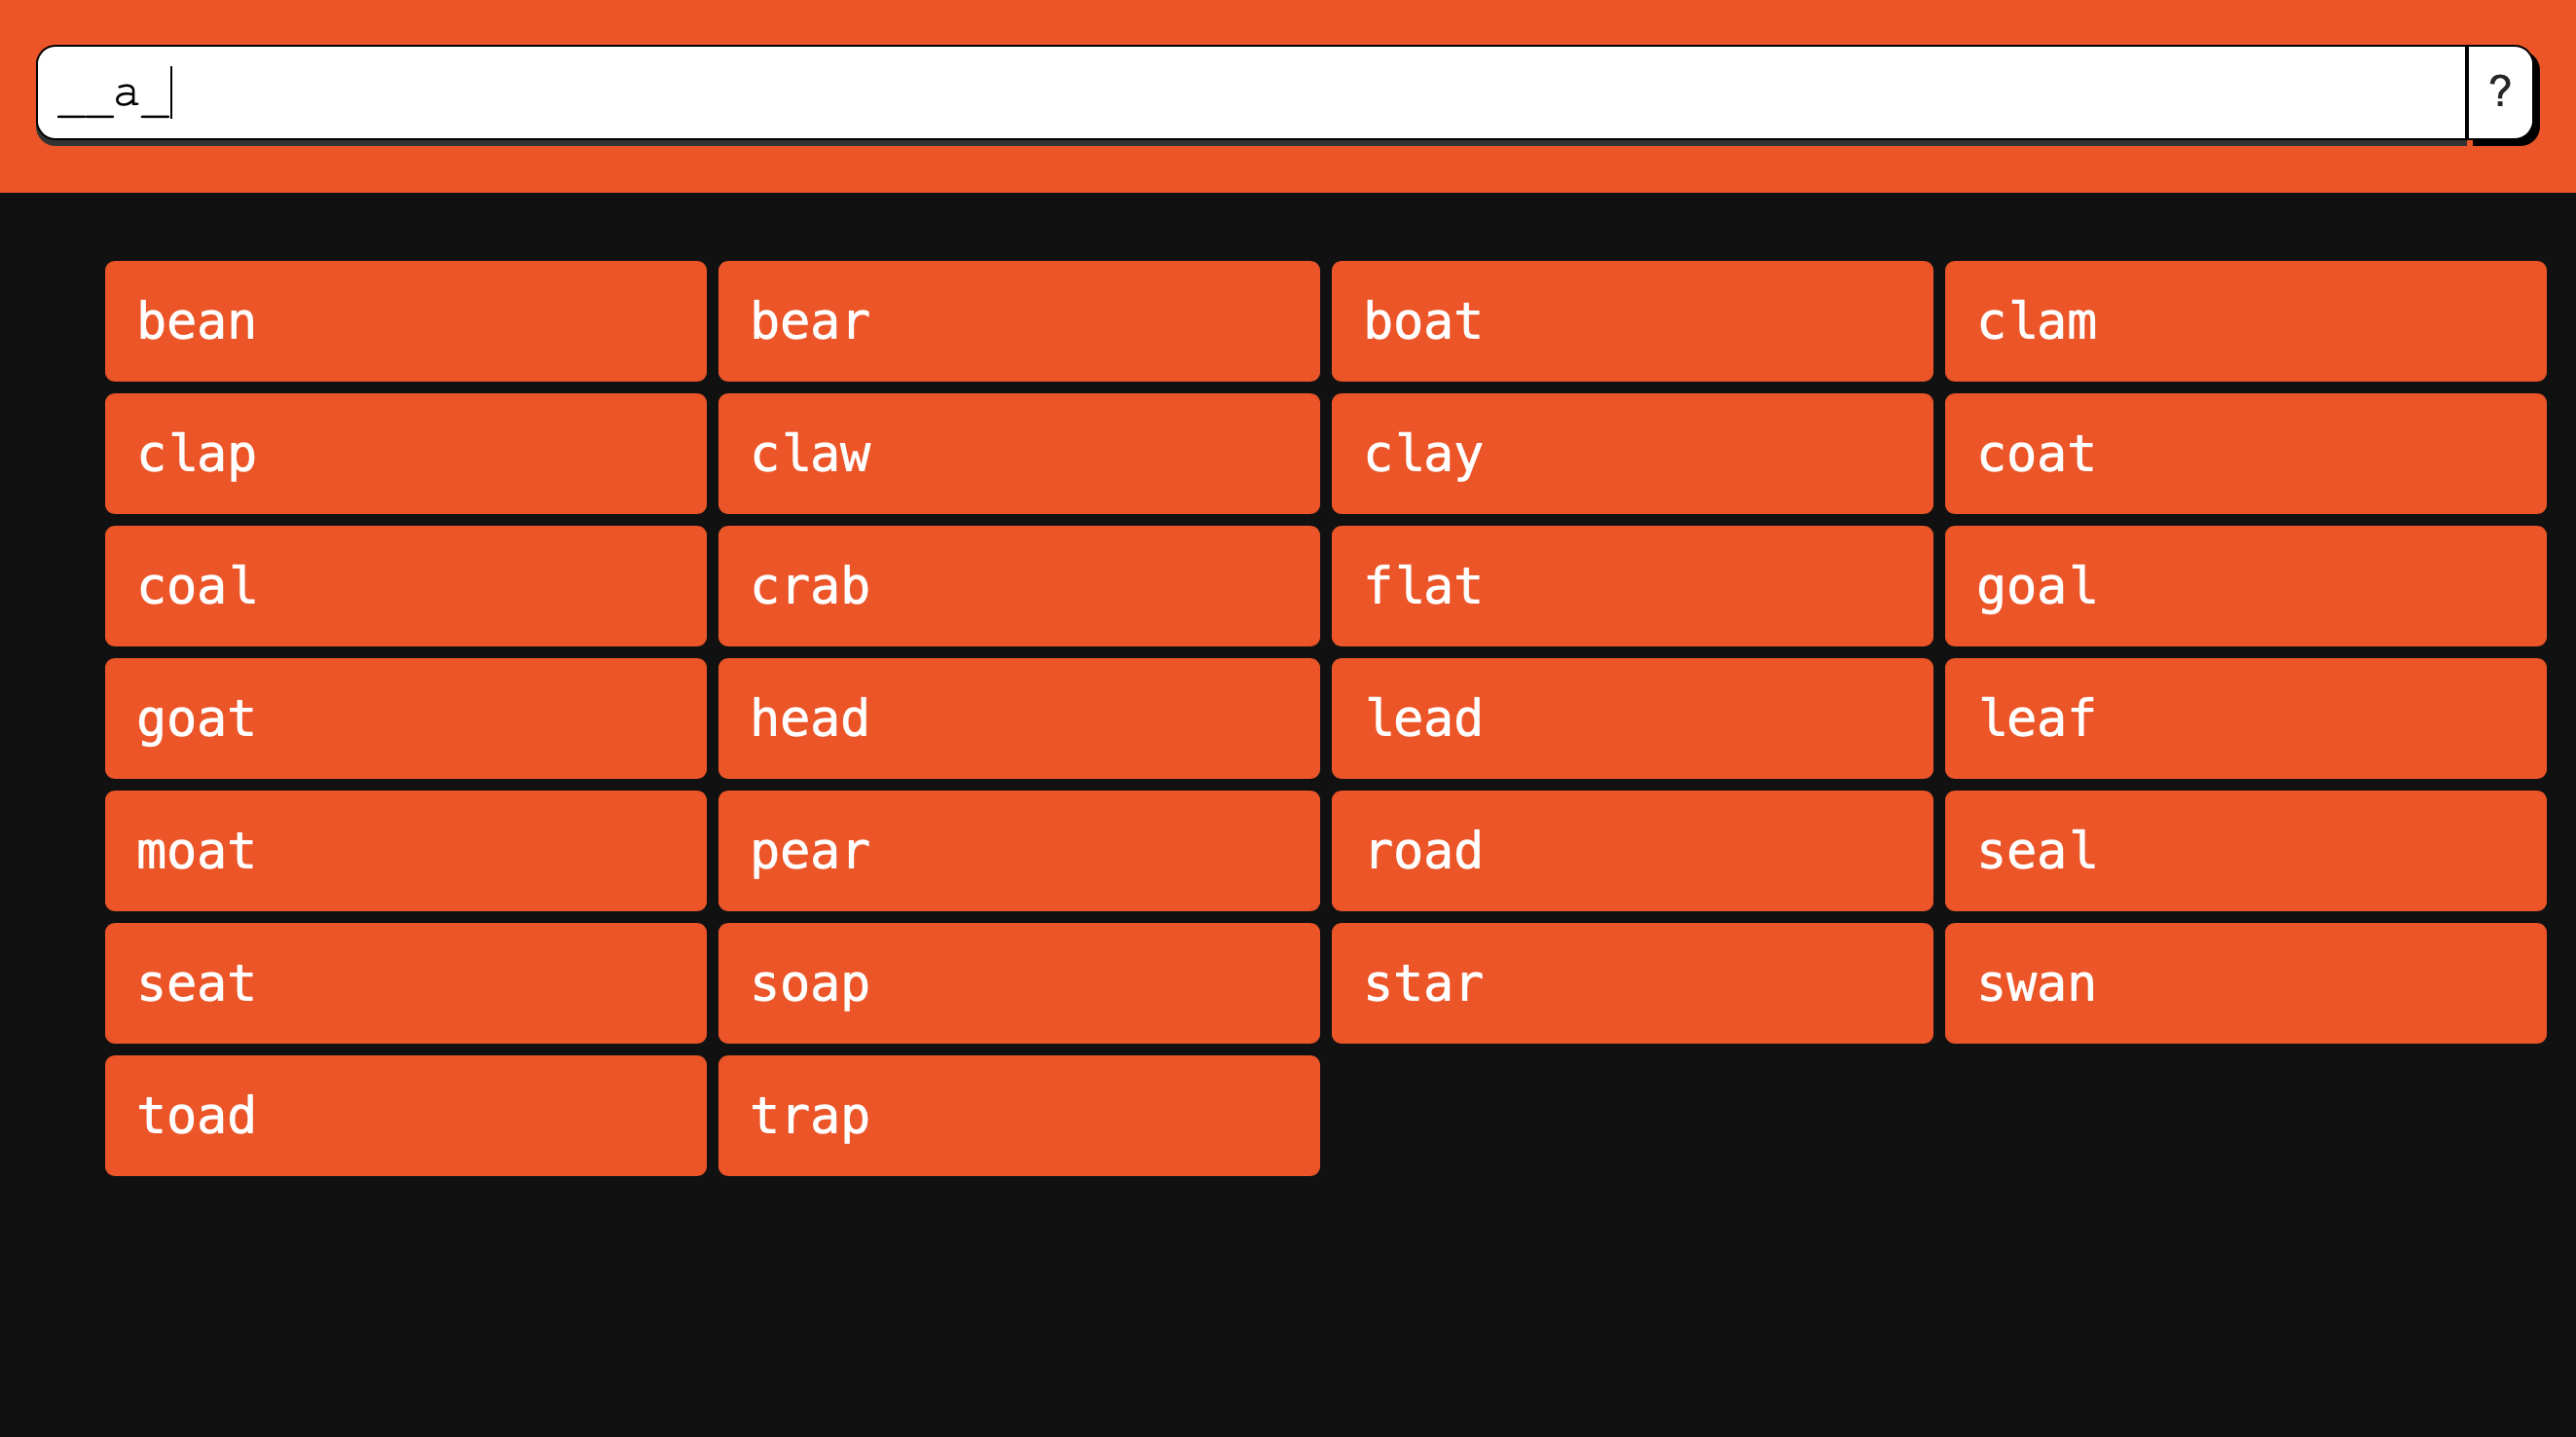 __a_ ?
bean bear boat clam
clap claw clay coat
coal crab flat goal
goat head lead leaf
moat pear road seal
seat soap star swan
toad trap